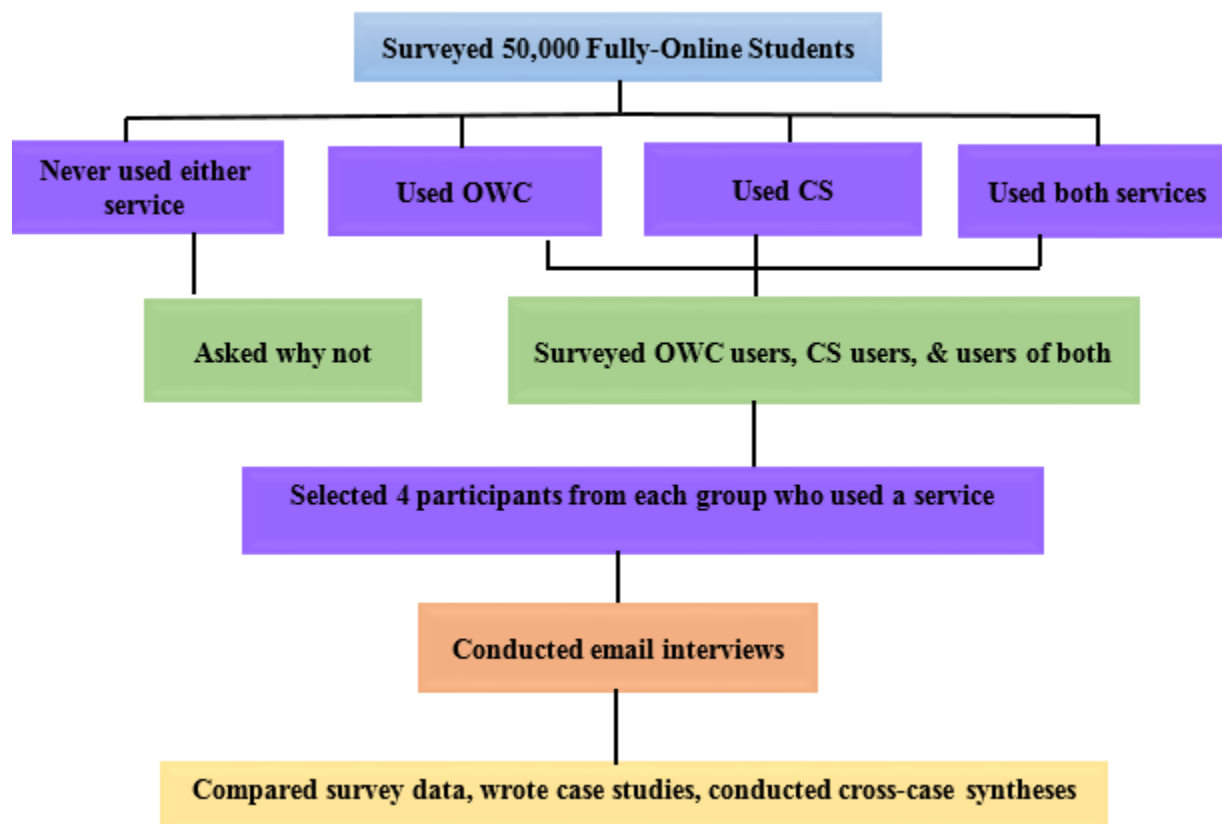 Surveyed 50,000 Fully-Online Students
Never used either
service
Used OWC
Used CS
Used both services
Asked why not
Surveyed OWC users, CS users, & users of both
Selected 4 participants from each group who used a service
Conducted email interviews
Compared survey data, wrote case studies, conducted cross-case syntheses